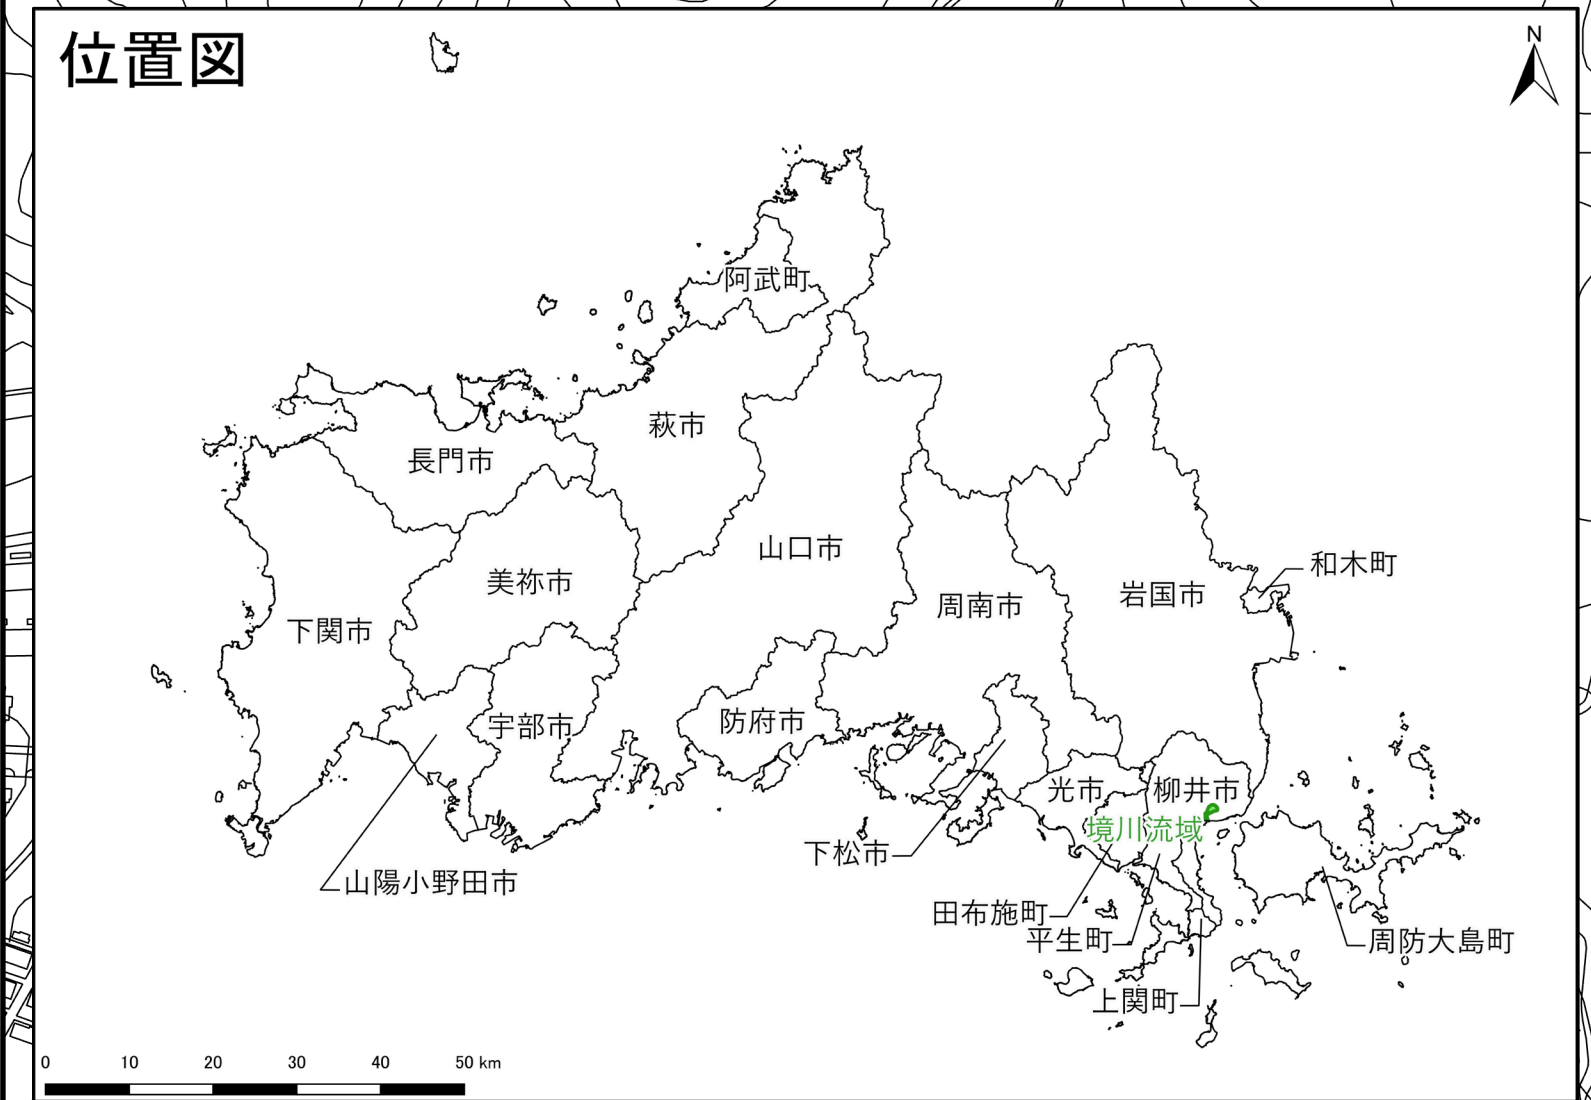 位置図
N
阿武町
萩市
長門市
山口市
和木町
美祢市
岩国市
周南市
下関市
防府市
宇部市
光市
柳井市
境川流域
下松市
山陽小野田市
田布施町
平生町
周防大島町
上関町
0 10 20 30 40 50 km